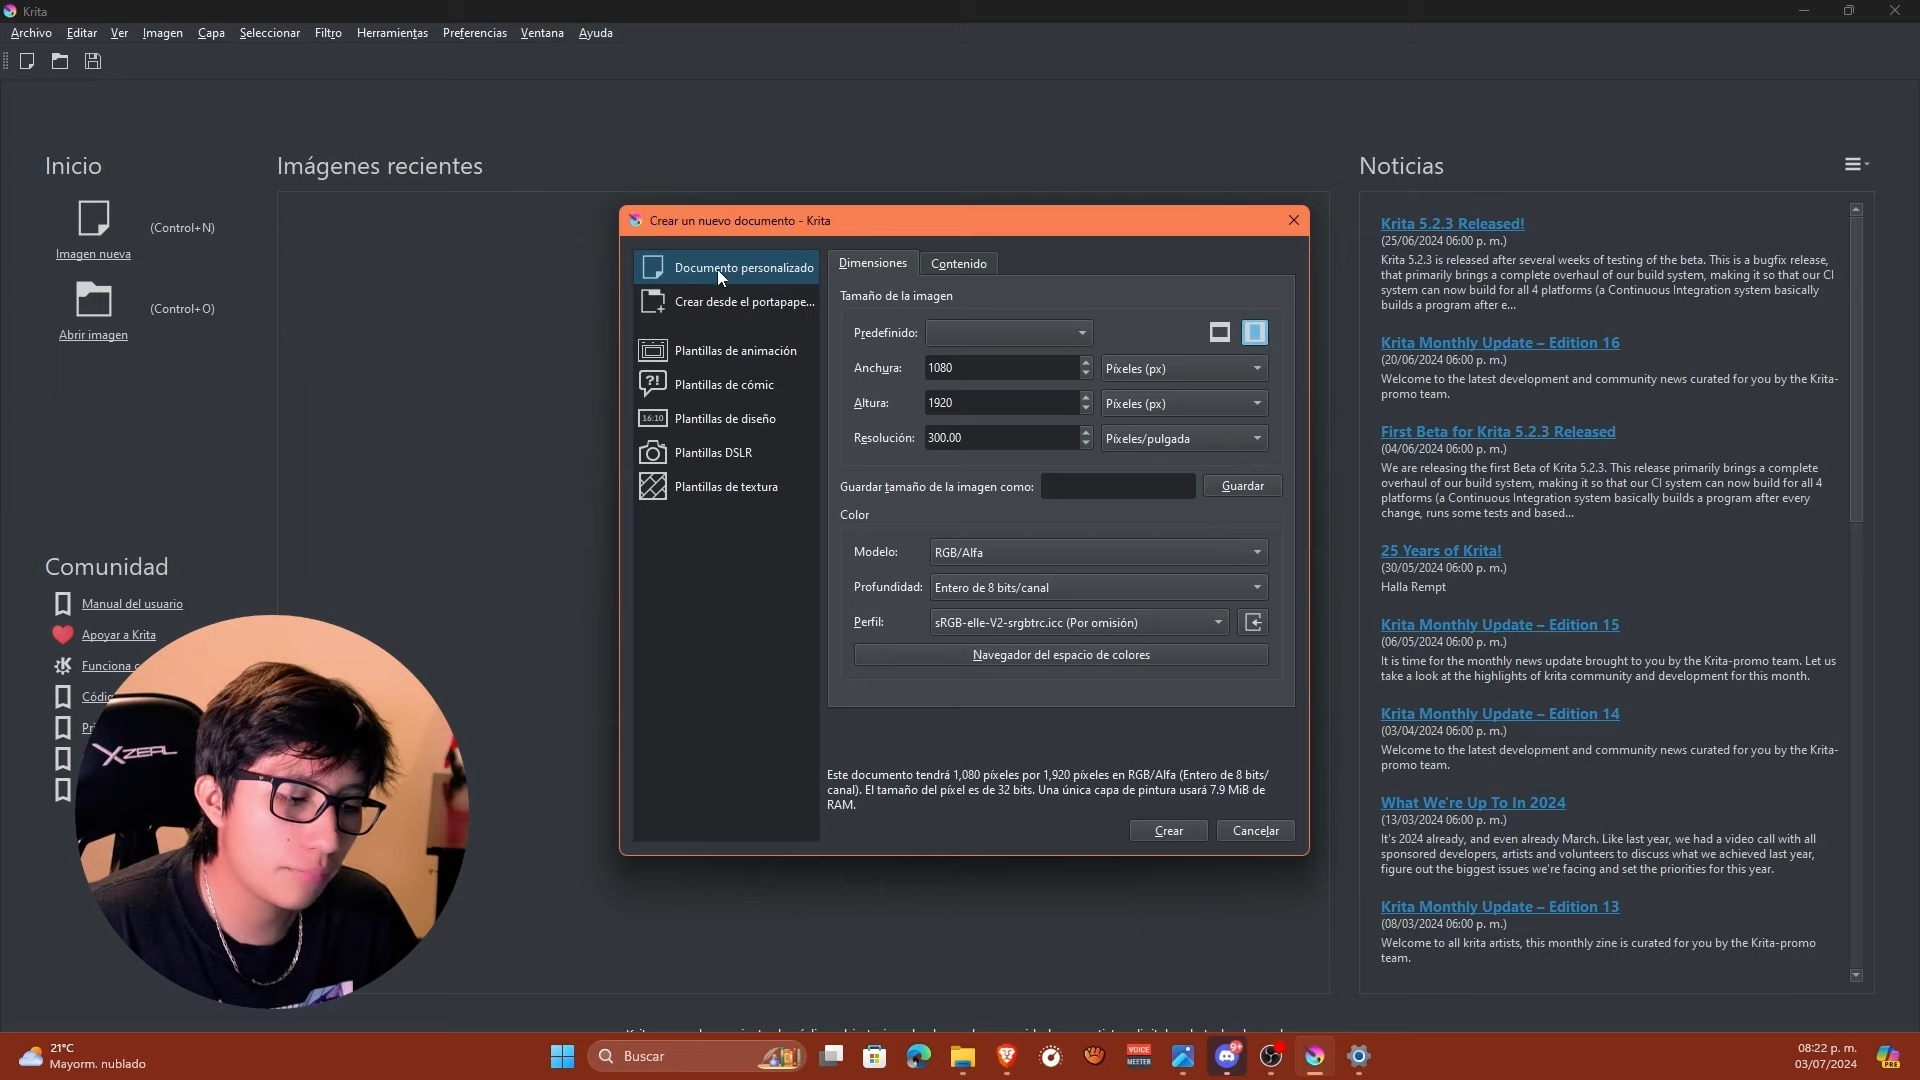 Krita
Archivo Editar Ver Imagen Capa Seleccionar Filtro Herramientas Preferencias Ventana Ayuda
Inicio
Imagen nueva
(Control+N)
Abrir imagen
(Control+O)
Comunidad
Manual del usuario
Apoyar a Krita
Funciona
Imágenes recientes
Crear un nuevo documento - Krita
Documento personalizado
Crear desde el portapape...
Plantillas de animación
Plantillas de cómic
16:10 Plantillas de diseño
Plantillas DSLR
Plantillas de textura
Dimensiones Contenido
Tamaño de la imagen
Predefinido:
Anchura: 1080 Píxeles (px)
Altura: 1920 Píxeles (px)
Resolución: 300.00 Píxeles/pulgada
Guardar tamaño de la imagen como: Guardar
Color
Modelo: RGB/Alfa
Profundidad: Entero de 8 bits/canal
Perfil: sRGB-elle-V2-srgbtrc.icc (Por omisión)
Navegador del espacio de colores
Este documento tendrá 1,080 píxeles por 1,920 píxeles en RGB/Alfa (Entero de 8 bits/
canal). El tamaño del píxel es de 32 bits. Una única capa de pintura usará 7.9 MiB de
RAM.
Crear Cancelar
Noticias
Krita 5.2.3 Released!
(25/06/2024 06:00 p. m.)
Krita 5.2.3 is released after several weeks of testing of the beta. This is a bugfix release,
that primarily brings a complete overhaul of our build system, making it so that our CI
system can now build for all 4 platforms (a Continuous Integration system basically
builds a program after e...
Krita Monthly Update – Edition 16
(20/06/2024 06:00 p. m.)
Welcome to the latest development and community news curated for you by the Krita-
promo team.
First Beta for Krita 5.2.3 Released
(04/06/2024 06:00 p. m.)
We are releasing the first Beta of Krita 5.2.3. This release primarily brings a complete
overhaul of our build system, making it so that our CI system can now build for all 4
platforms (a Continuous Integration system basically builds a program after every
change, runs some tests and based...
25 Years of Krita!
(30/05/2024 06:00 p. m.)
Halla Rempt
Krita Monthly Update – Edition 15
(06/05/2024 06:00 p. m.)
It is time for the monthly news update brought to you by the Krita-promo team. Let us
take a look at the highlights of krita community and development for this month.
Krita Monthly Update – Edition 14
(03/04/2024 06:00 p. m.)
Welcome to the latest development and community news curated for you by the Krita-
promo team.
What We're Up To In 2024
(13/03/2024 06:00 p. m.)
It's 2024 already, and even already March. Like last year, we had a video call with all
sponsored developers, artists and volunteers to discuss what we achieved last year,
figure out the biggest issues we're facing and set the priorities for this year.
Krita Monthly Update – Edition 13
(08/03/2024 06:00 p. m.)
Welcome to all krita artists, this monthly zine is curated for you by the Krita-promo
team.
XZEAL
21°C
Mayorm. nublado
Buscar
VOICE
MEETER
9+
08:22 p. m.
03/07/2024
PRE